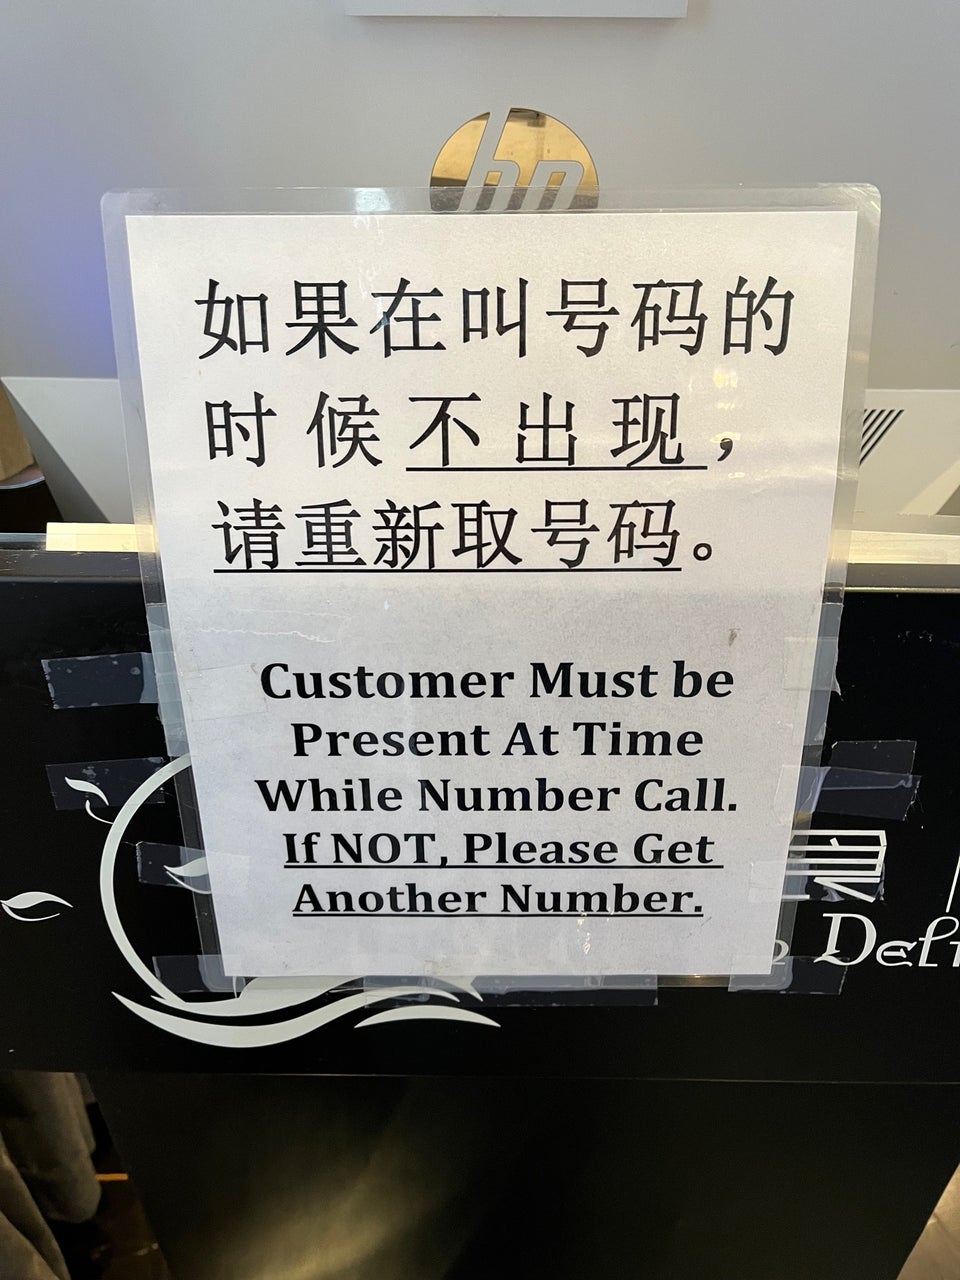 hp
如果在叫号码的
时候不出现，
请重新取号码。
Customer Must be
Present At Time
While Number Call.
If NOT, Please Get
Another Number.